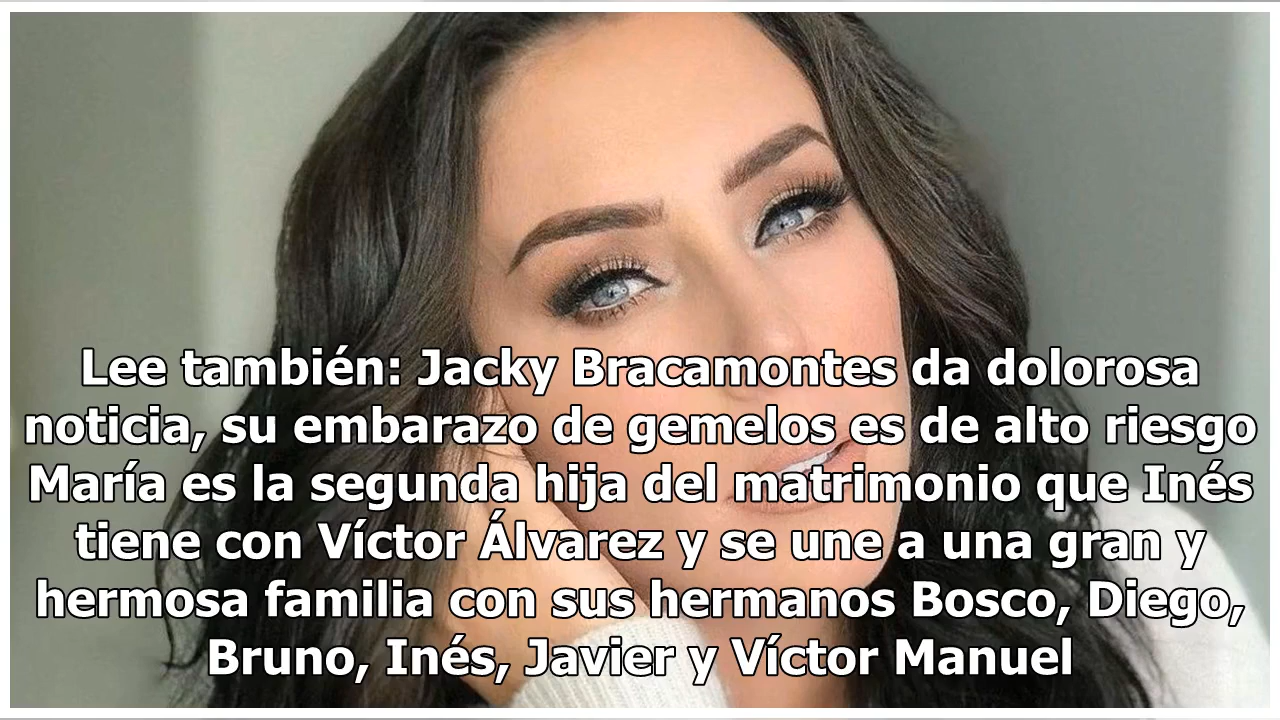 Lee también: Jacky Bracamontes da dolorosa
noticia, su embarazo de gemelos es de alto riesgo
María es la segunda hija del matrimonio que Inés
tiene con Víctor Álvarez y se une a una gran y
hermosa familia con sus hermanos Bosco, Diego,
Bruno, Inés, Javier y Víctor Manuel